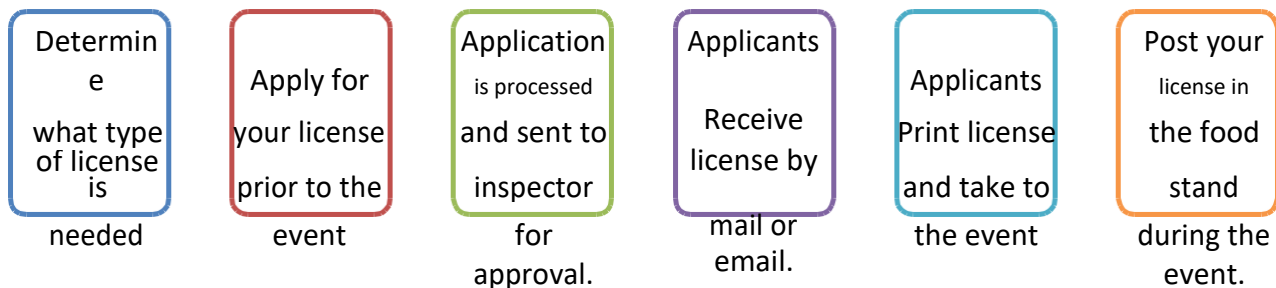 Determin
e
what type
of license
is
needed
Apply for
your license
prior to the
event
Application
is processed
and sent to
inspector
for
approval.
Applicants
Receive
license by
mail or
email.
Applicants
Print license
and take to
the event
Post your
license in
the food
stand
during the
event.